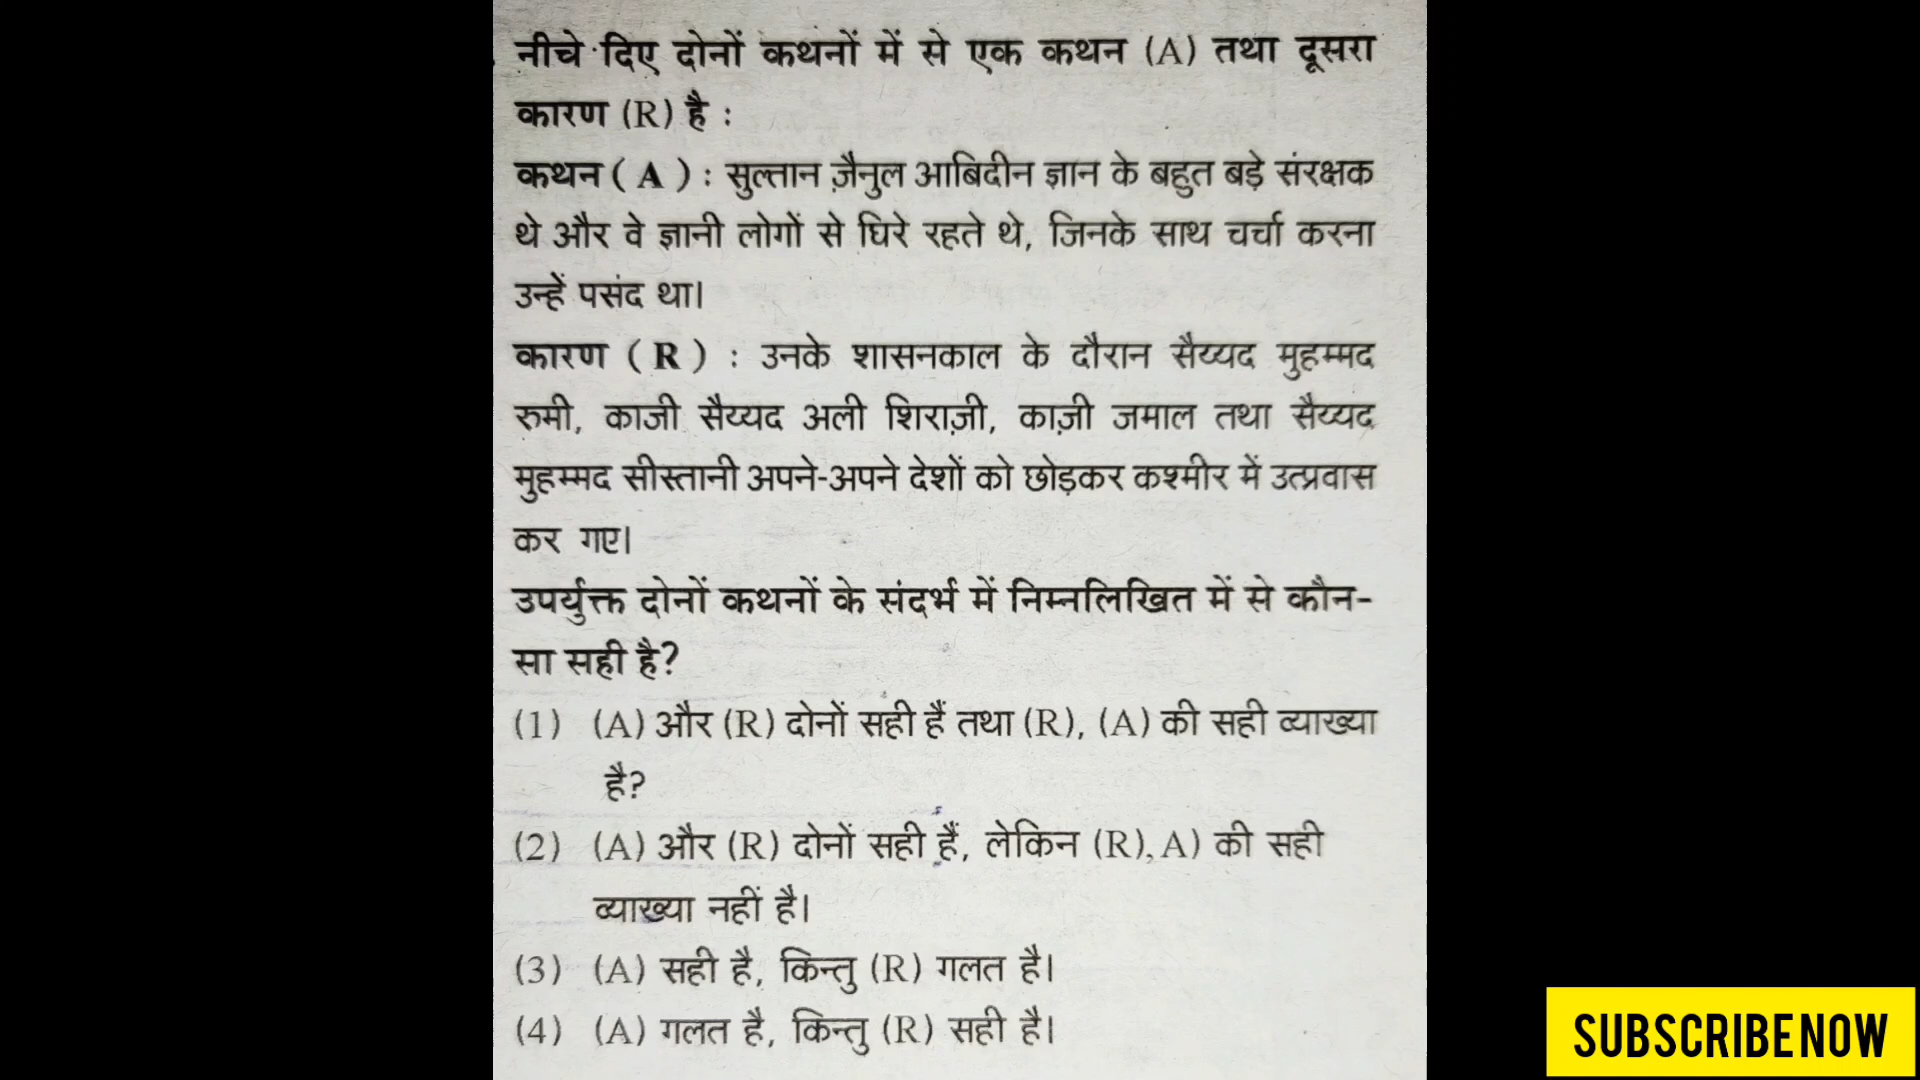 नीचे दिए दोनों कथनों में से एक कथन (A) तथा दूसरा
कारण (R) है :
कथन ( A ) : सुल्तान ज़ैनुल आबिदीन ज्ञान के बहुत बड़े संरक्षक
थे और वे ज्ञानी लोगों से घिरे रहते थे, जिनके साथ चर्चा करना
उन्हें पसंद था।
कारण ( R ) : उनके शासनकाल के दौरान सैय्यद मुहम्मद
रुमी, काजी सैय्यद अली शिराज़ी, काज़ी जमाल तथा सैय्यद
मुहम्मद सीस्तानी अपने-अपने देशों को छोड़कर कश्मीर में उत्प्रवास
कर गए।
उपर्युक्त दोनों कथनों के संदर्भ में निम्नलिखित में से कौन-
सा सही है?
(1) (A) और (R) दोनों सही हैं तथा (R), (A) की सही व्याख्या
है?
(2) (A) और (R) दोनों सही हैं, लेकिन (R), A) की सही
व्याख्या नहीं है।
(3) (A) सही है, किन्तु (R) गलत है।
(4) (A) गलत है, किन्तु (R) सही है।
SUBSCRIBE NOW